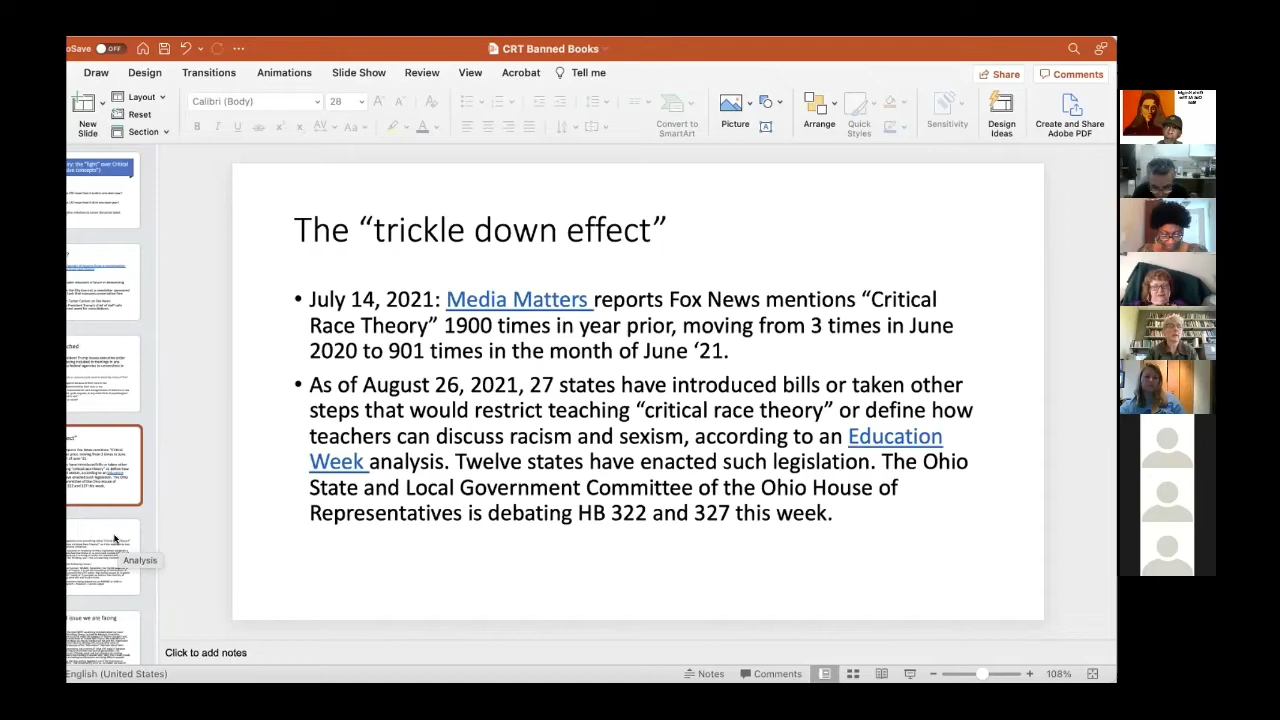 oSave OFF
CRT Banned Books
Draw Design Transitions Animations Slide Show Review View Acrobat Tell me Share Comments
New Slide
Layout
Reset
Section
Calibri (Body) 28
Convert to SmartArt
Picture
Arrange
Quick Styles
Sensitivity
Design Ideas
Create and Share Adobe PDF
The “trickle down effect”
• July 14, 2021: Media Matters reports Fox News mentions “Critical
Race Theory” 1900 times in year prior, moving from 3 times in June
2020 to 901 times in the month of June ‘21.
• As of August 26, 2021, 27 states have introduced bills or taken other
steps that would restrict teaching “critical race theory” or define how
teachers can discuss racism and sexism, according to an Education
Week analysis. Twelve states have enacted such legislation. The Ohio
State and Local Government Committee of the Ohio House of
Representatives is debating HB 322 and 327 this week.
Analysis
issue we are facing
Click to add notes
English (United States)
Notes Comments 108%